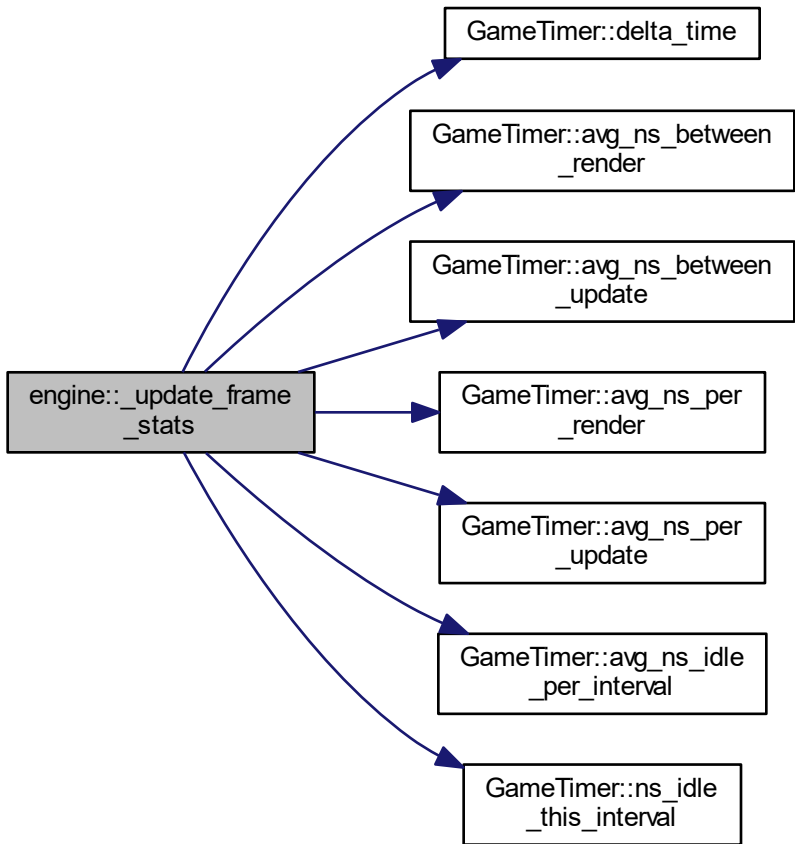 GameTimer::delta_time
GameTimer::avg_ns_between
_render
GameTimer::avg_ns_between
_update
engine::_update_frame
_stats
GameTimer::avg_ns_per
_render
GameTimer::avg_ns_per
_update
GameTimer::avg_ns_idle
_per_interval
GameTimer::ns_idle
_this_interval